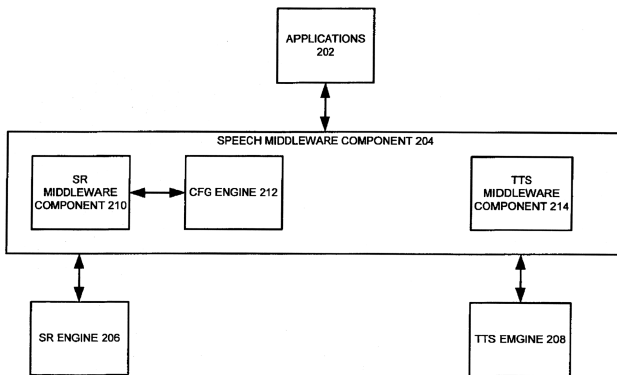 APPLICATIONS
202
SPEECH MIDDLEWARE COMPONENT 204
SR
MIDDLEWARE
COMPONENT 210
CFG ENGINE 212
TTS
MIDDLEWARE
COMPONENT 214
SR ENGINE 206
TTS EMGINE 208